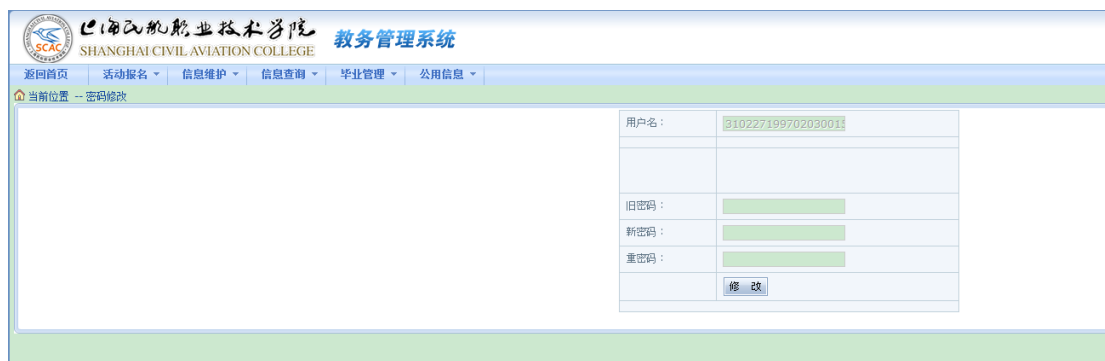 上海民航职业技术学院
SHANGHAI CIVIL AVIATION COLLEGE
教务管理系统
SCAC
返回首页 活动报名 信息维护 信息查询 毕业管理 公用信息
当前位置 -- 密码修改
用户名：
旧密码：
新密码：
重密码：
修 改